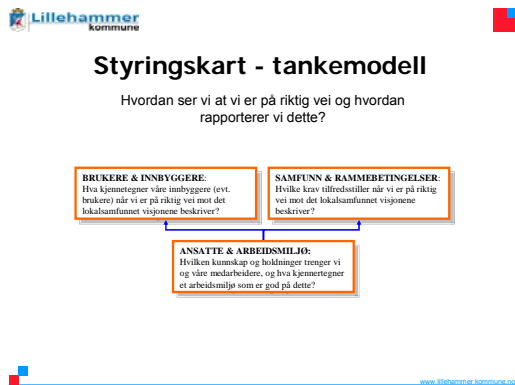 Lillehammer
kommune
Styringskart - tankemodell
Hvordan ser vi at vi er på riktig vei og hvordan
rapporterer vi dette?
BRUKERE & INNBYGGERE:
Hva kjennetegner våre innbyggere (evt.
brukere) når vi er på riktig vei mot det
lokalsamfunnet visjonene beskriver?
SAMFUNN & RAMMEBETINGELSER:
Hvilke krav tilfredsstiller når vi er på riktig
vei mot det lokalsamfunnet visjonene
beskriver?
ANSATTE & ARBEIDSMILJØ:
Hvilken kunnskap og holdninger trenger vi
og våre medarbeidere, og hva kjennertegner
et arbeidsmiljø som er god på dette?
www.lillehammer.kommune.no